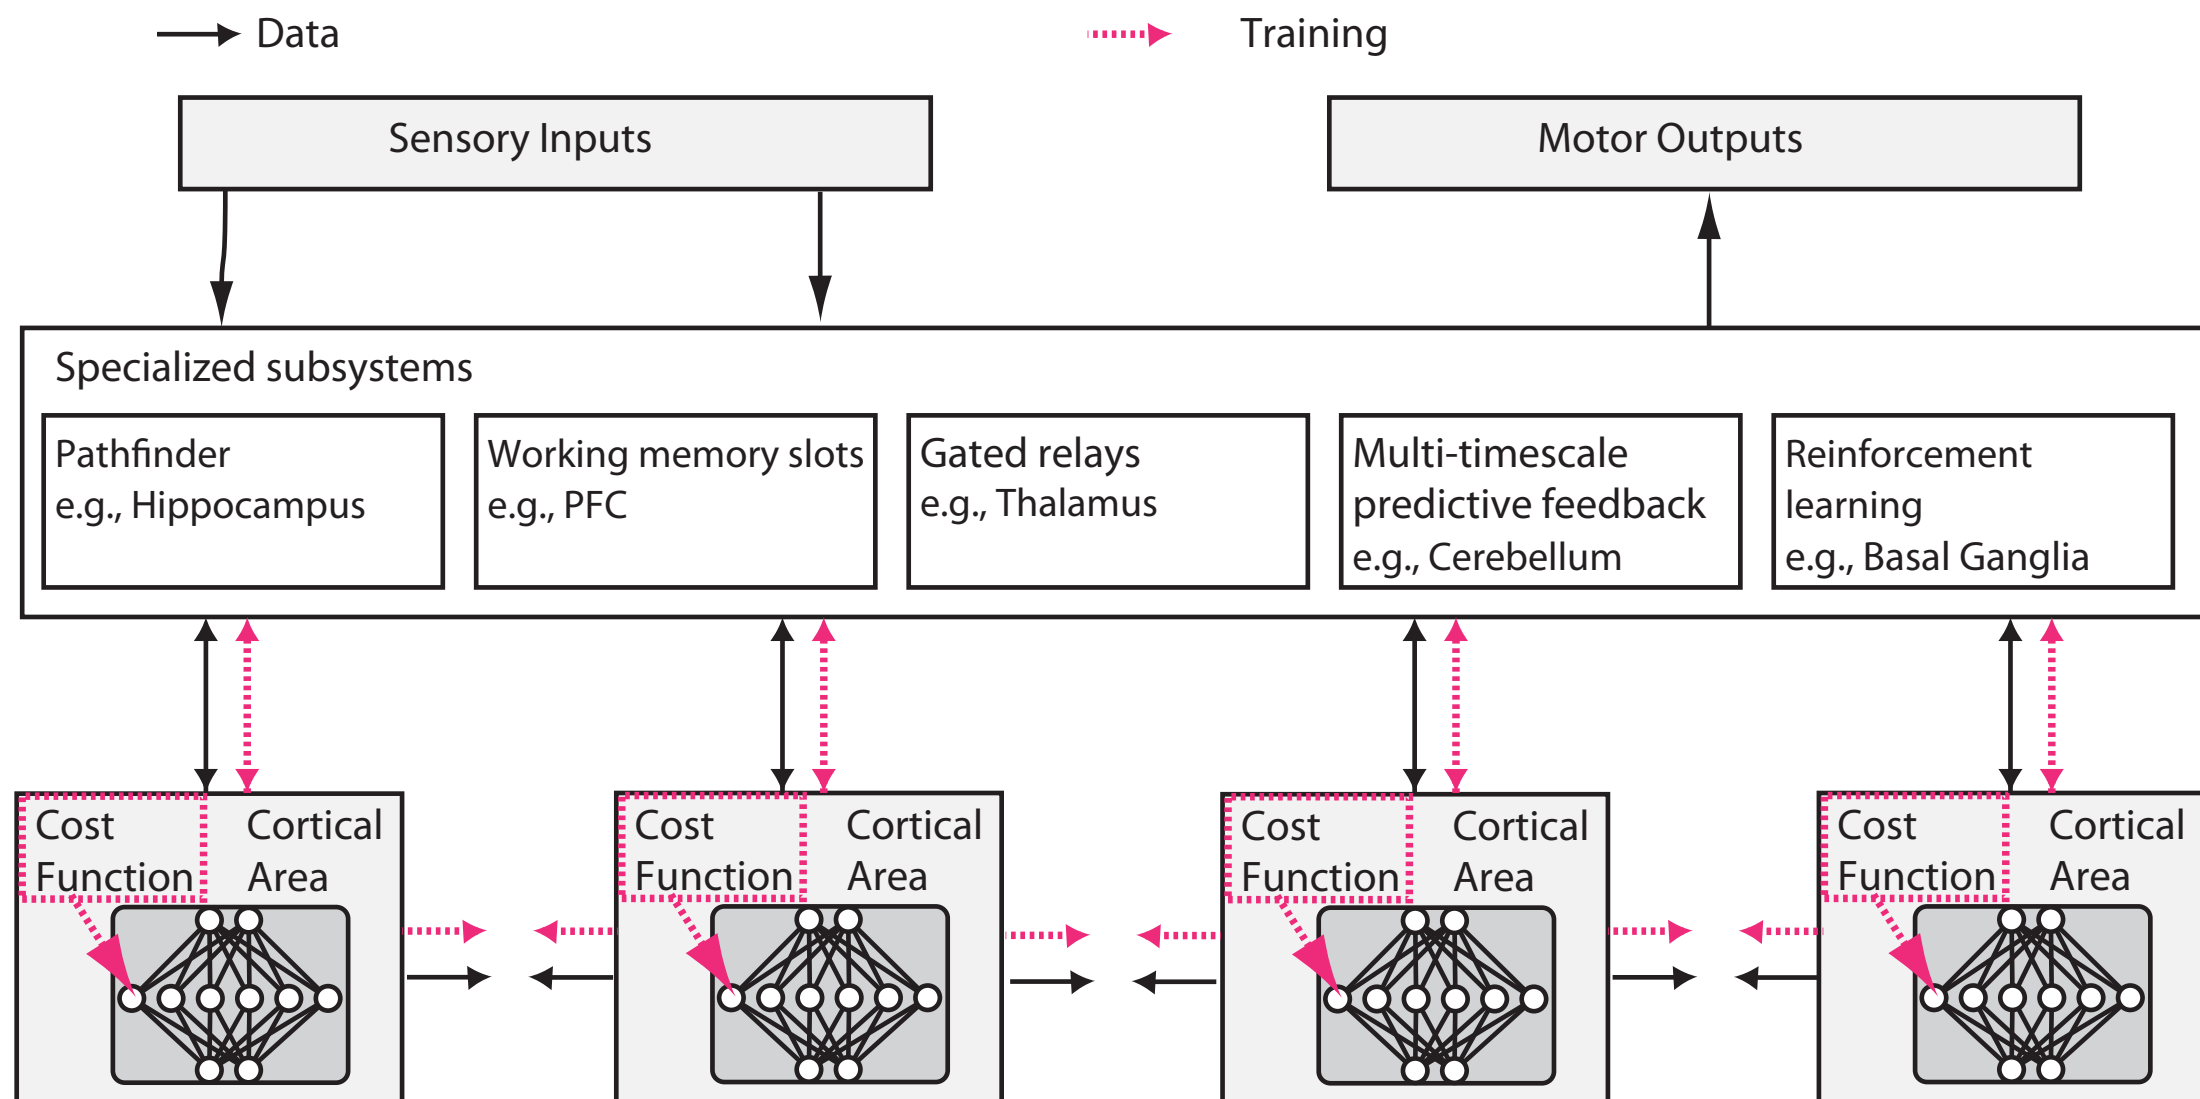 Data
Training
Sensory Inputs
Motor Outputs
Specialized subsystems
Pathfinder
e.g., Hippocampus
Working memory slots
e.g., PFC
Gated relays
e.g., Thalamus
Multi-timescale
predictive feedback
e.g., Cerebellum
Reinforcement
learning
e.g., Basal Ganglia
Cost
Function
Cortical
Area
Cost
Function
Cortical
Area
Cost
Function
Cortical
Area
Cost
Function
Cortical
Area